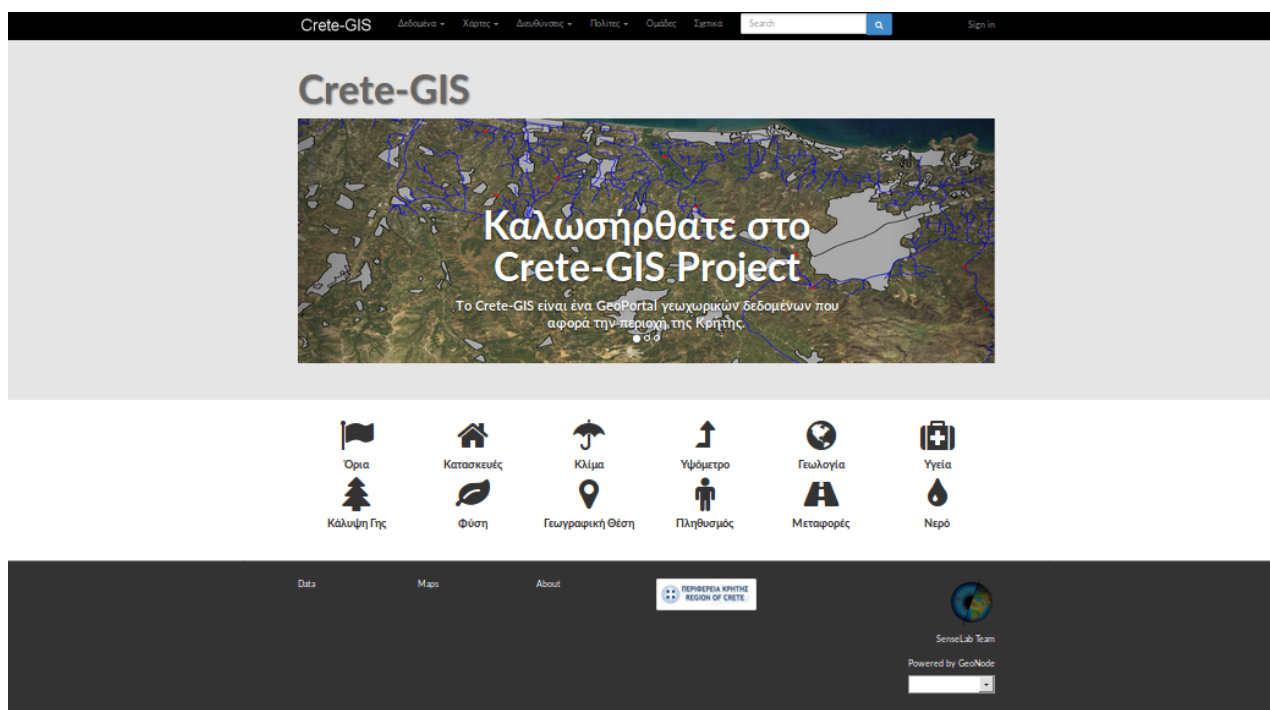 Crete-GIS Δεδομένα Χάρτες Διευθύνσεις Πολίτες Ομάδες Σχετικά Search Sign in
Crete-GIS
Καλωσήρθατε στο
Crete-GIS Project
Το Crete-GIS είναι ένα GeoPortal γεωχωρικών δεδομένων που
αφορά την περιοχή της Κρήτης.
Όρια Κατασκευές Κλίμα Υψόμετρο Γεωλογία Υγεία
Κάλυψη Γης Φύση Γεωγραφική Θέση Πληθυσμός Μεταφορές Νερό
Data Maps About
ΠΕΡΙΦΕΡΕΙΑ ΚΡΗΤΗΣ
REGION OF CRETE
SenseLab Team
Powered by GeoNode